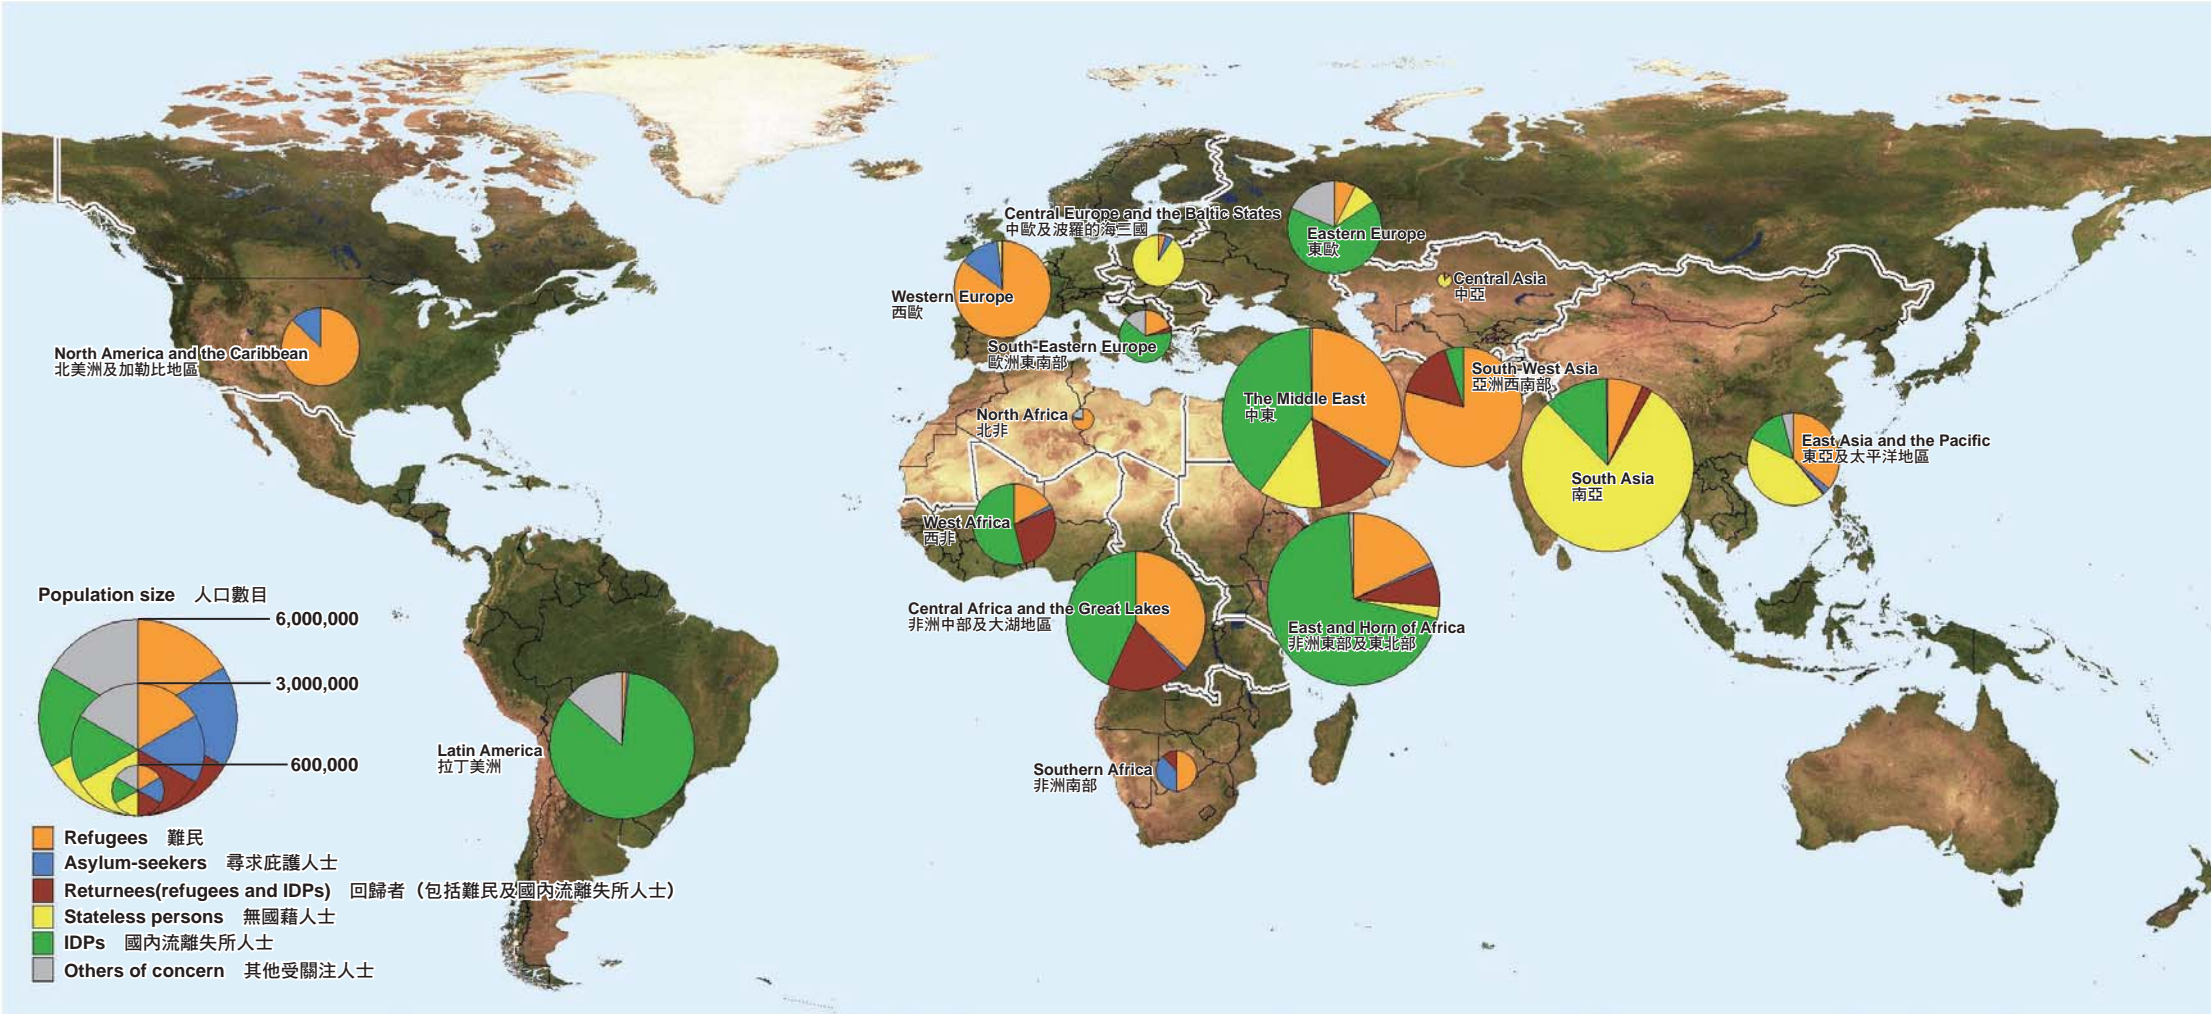 Central Europe and the Baltic States
中歐及波羅的海三國
Eastern Europe
東歐
Central Asia
中亞
Western Europe
西歐
South-Eastern Europe
歐洲東南部
North America and the Caribbean
北美洲及加勒比地區
South-West Asia
亞洲西南部
The Middle East
中東
North Africa
北非
East Asia and the Pacific
東亞及太平洋地區
South Asia
南亞
West Africa
西非
Central Africa and the Great Lakes
非洲中部及大湖地區
East and Horn of Africa
非洲東部及東北部
Latin America
拉丁美洲
Southern Africa
非洲南部
Population size 人口數目
6,000,000
3,000,000
600,000
Refugees 難民
Asylum-seekers 尋求庇護人士
Returnees(refugees and IDPs) 回歸者（包括難民及國內流離失所人士）
Stateless persons 無國藉人士
IDPs 國內流離失所人士
Others of concern 其他受關注人士